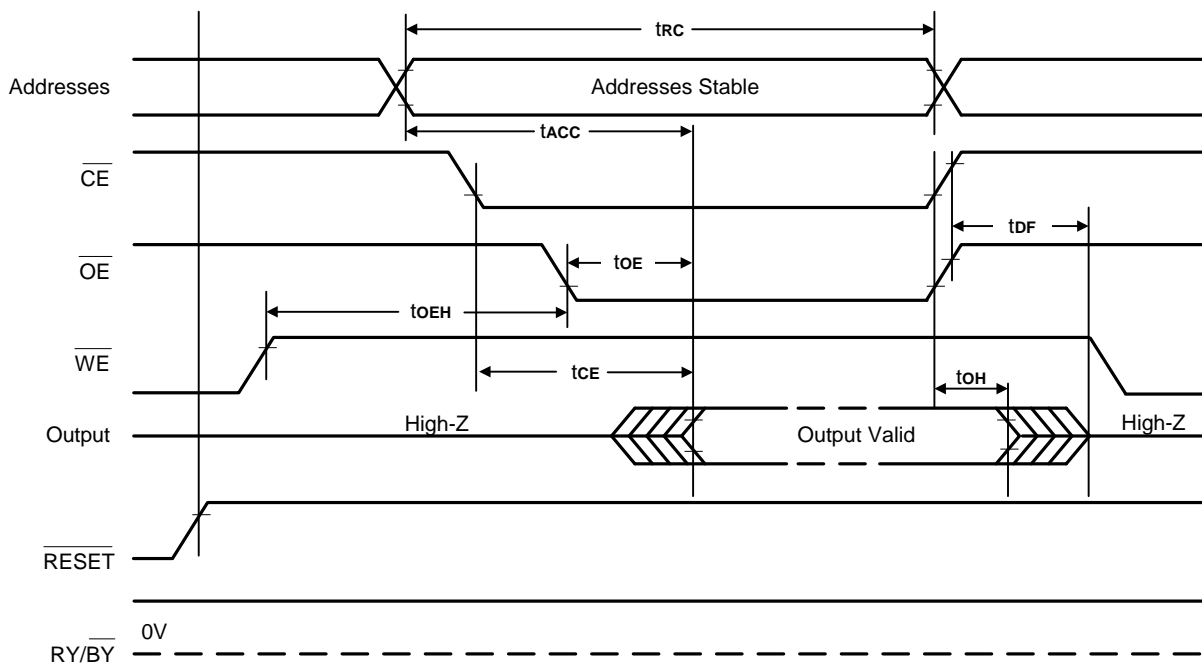 tRC
Addresses
Addresses Stable
tACC
CE
tDF
OE
tOE
tOEH
WE
tCE
tOH
Output
High-Z
Output Valid
High-Z
RESET
0V
RY/BY